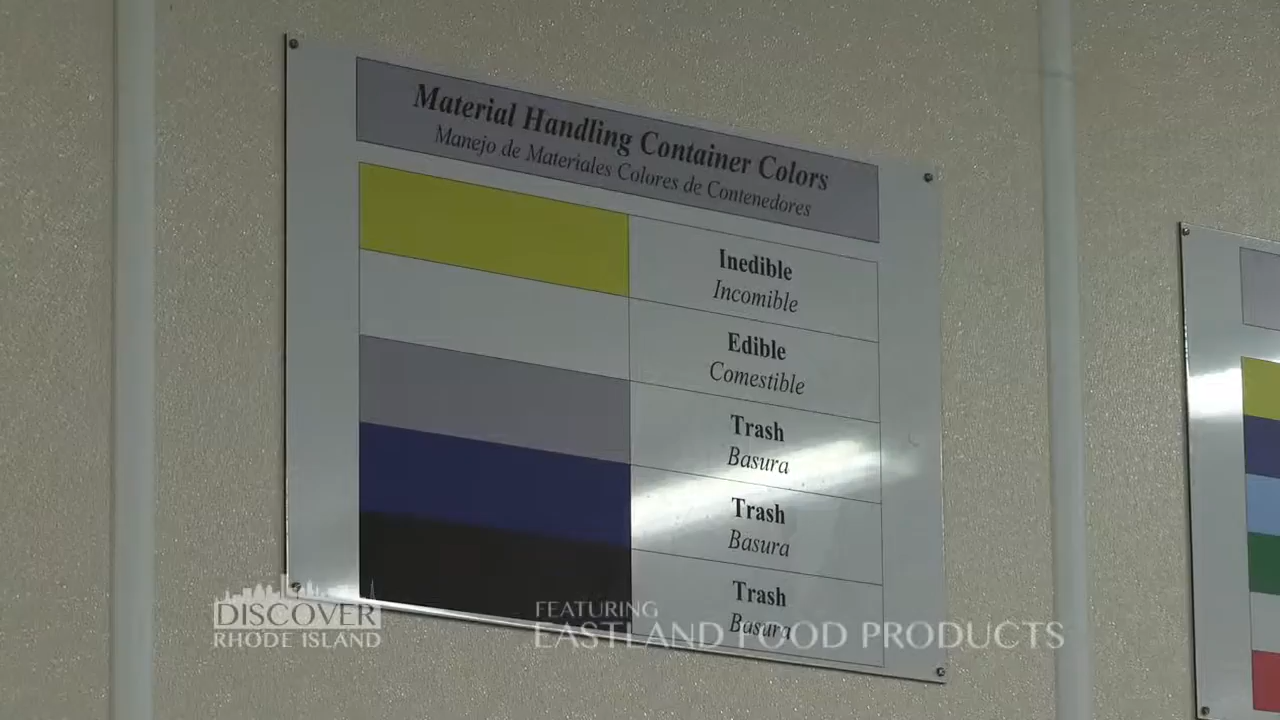 Material Handling Container Colors
Manejo de Materiales Colores de Contenedores
Inedible
Incomible
Edible
Comestible
Trash
Basura
Trash
Basura
Trash
Basura
DISCOVER
RHODE ISLAND
FEATURING
EASTLAND FOOD PRODUCTS